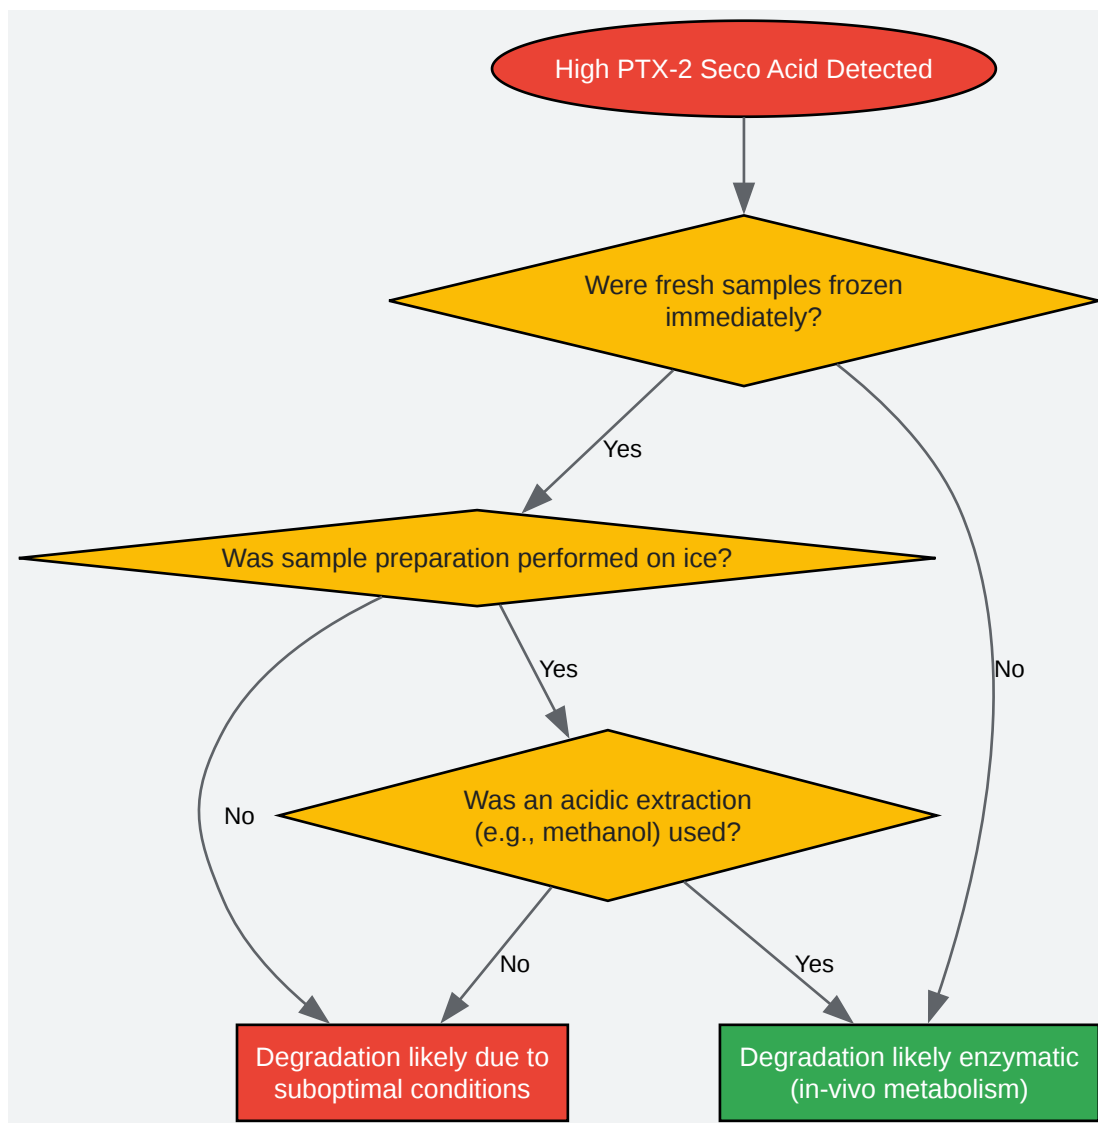 High PTX-2 Seco Acid Detected
Were fresh samples frozen
immediately?
Yes
Was sample preparation performed on ice?
Yes
No
Was an acidic extraction
(e.g., methanol) used?
No
No
Yes
Degradation likely due to
suboptimal conditions
Degradation likely enzymatic
(in-vivo metabolism)